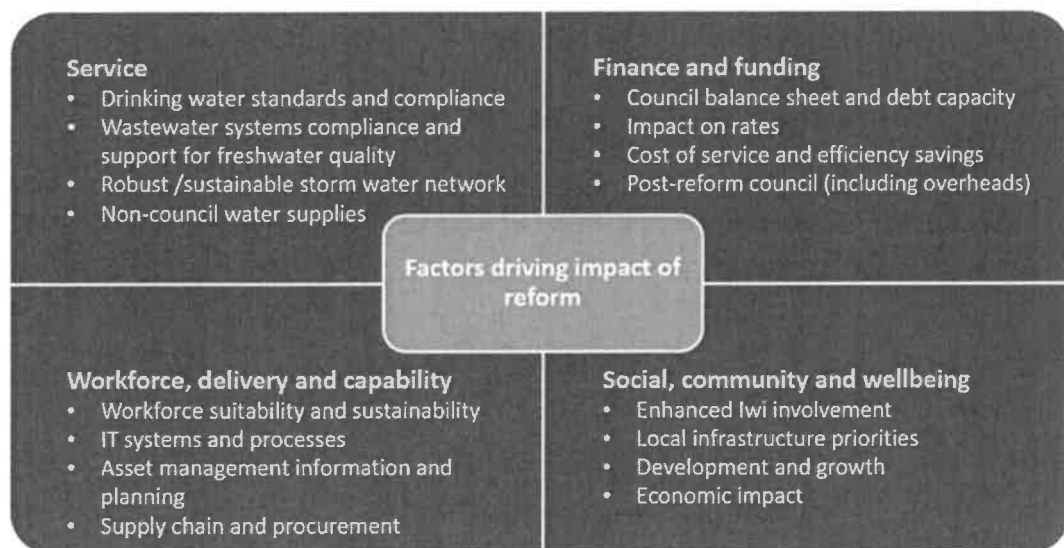 Service
• Drinking water standards and compliance
• Wastewater systems compliance and
support for freshwater quality
• Robust /sustainable storm water network
• Non-council water supplies
Finance and funding
• Council balance sheet and debt capacity
• Impact on rates
• Cost of service and efficiency savings
• Post-reform council (including overheads)
Factors driving impact of
reform
Workforce, delivery and capability
• Workforce suitability and sustainability
• IT systems and processes
• Asset management information and
planning
• Supply chain and procurement
Social, community and wellbeing
• Enhanced Iwi involvement
• Local infrastructure priorities
• Development and growth
• Economic impact